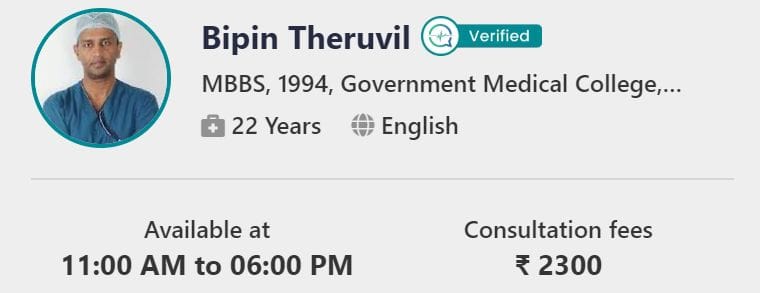 Bipin Theruvil Verified
MBBS, 1994, Government Medical College,...
22 Years English
Available at Consultation fees
11:00 AM to 06:00 PM ₹ 2300